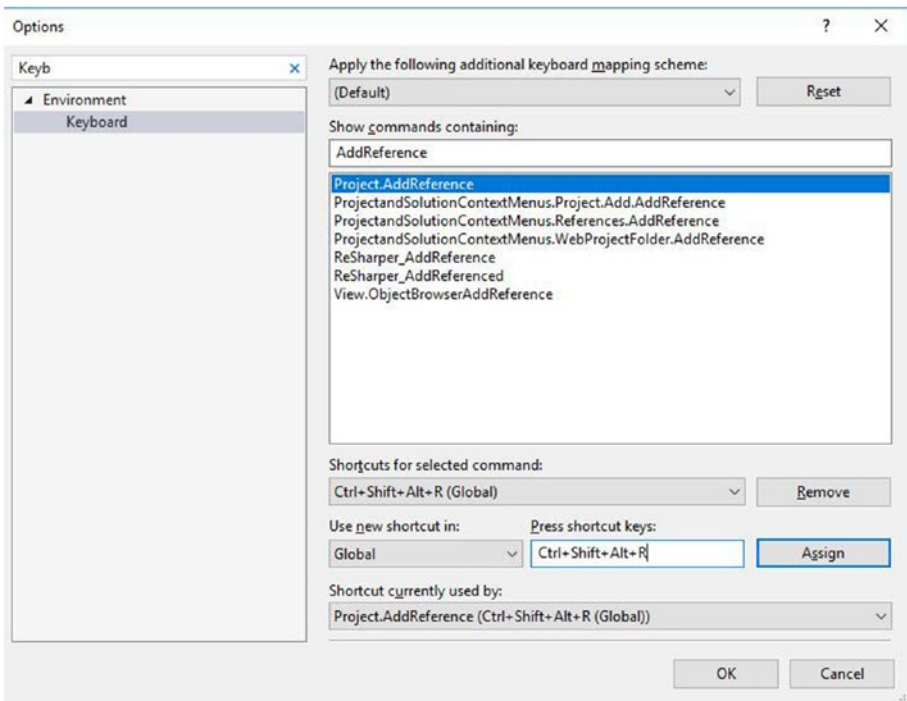 Options
?
Keyb
Environment
Keyboard
Apply the following additional keyboard mapping scheme:
(Default)
Reset
Show commands containing:
AddReference
Project.AddReference
ProjectandSolutionContextMenus.Project.Add.AddReference
ProjectandSolutionContextMenus.References.AddReference
ProjectandSolutionContextMenus.WebProjectFolder.AddReference
ReSharper_AddReference
ReSharper_AddReferenced
View.ObjectBrowserAddReference
Shortcuts for selected command:
Ctrl+Shift+Alt+R (Global)
Remove
Use new shortcut in:
Press shortcut keys:
Global
Ctrl+Shift+Alt+R
Assign
Shortcut currently used by:
Project.AddReference (Ctrl+Shift+Alt+R (Global))
OK
Cancel